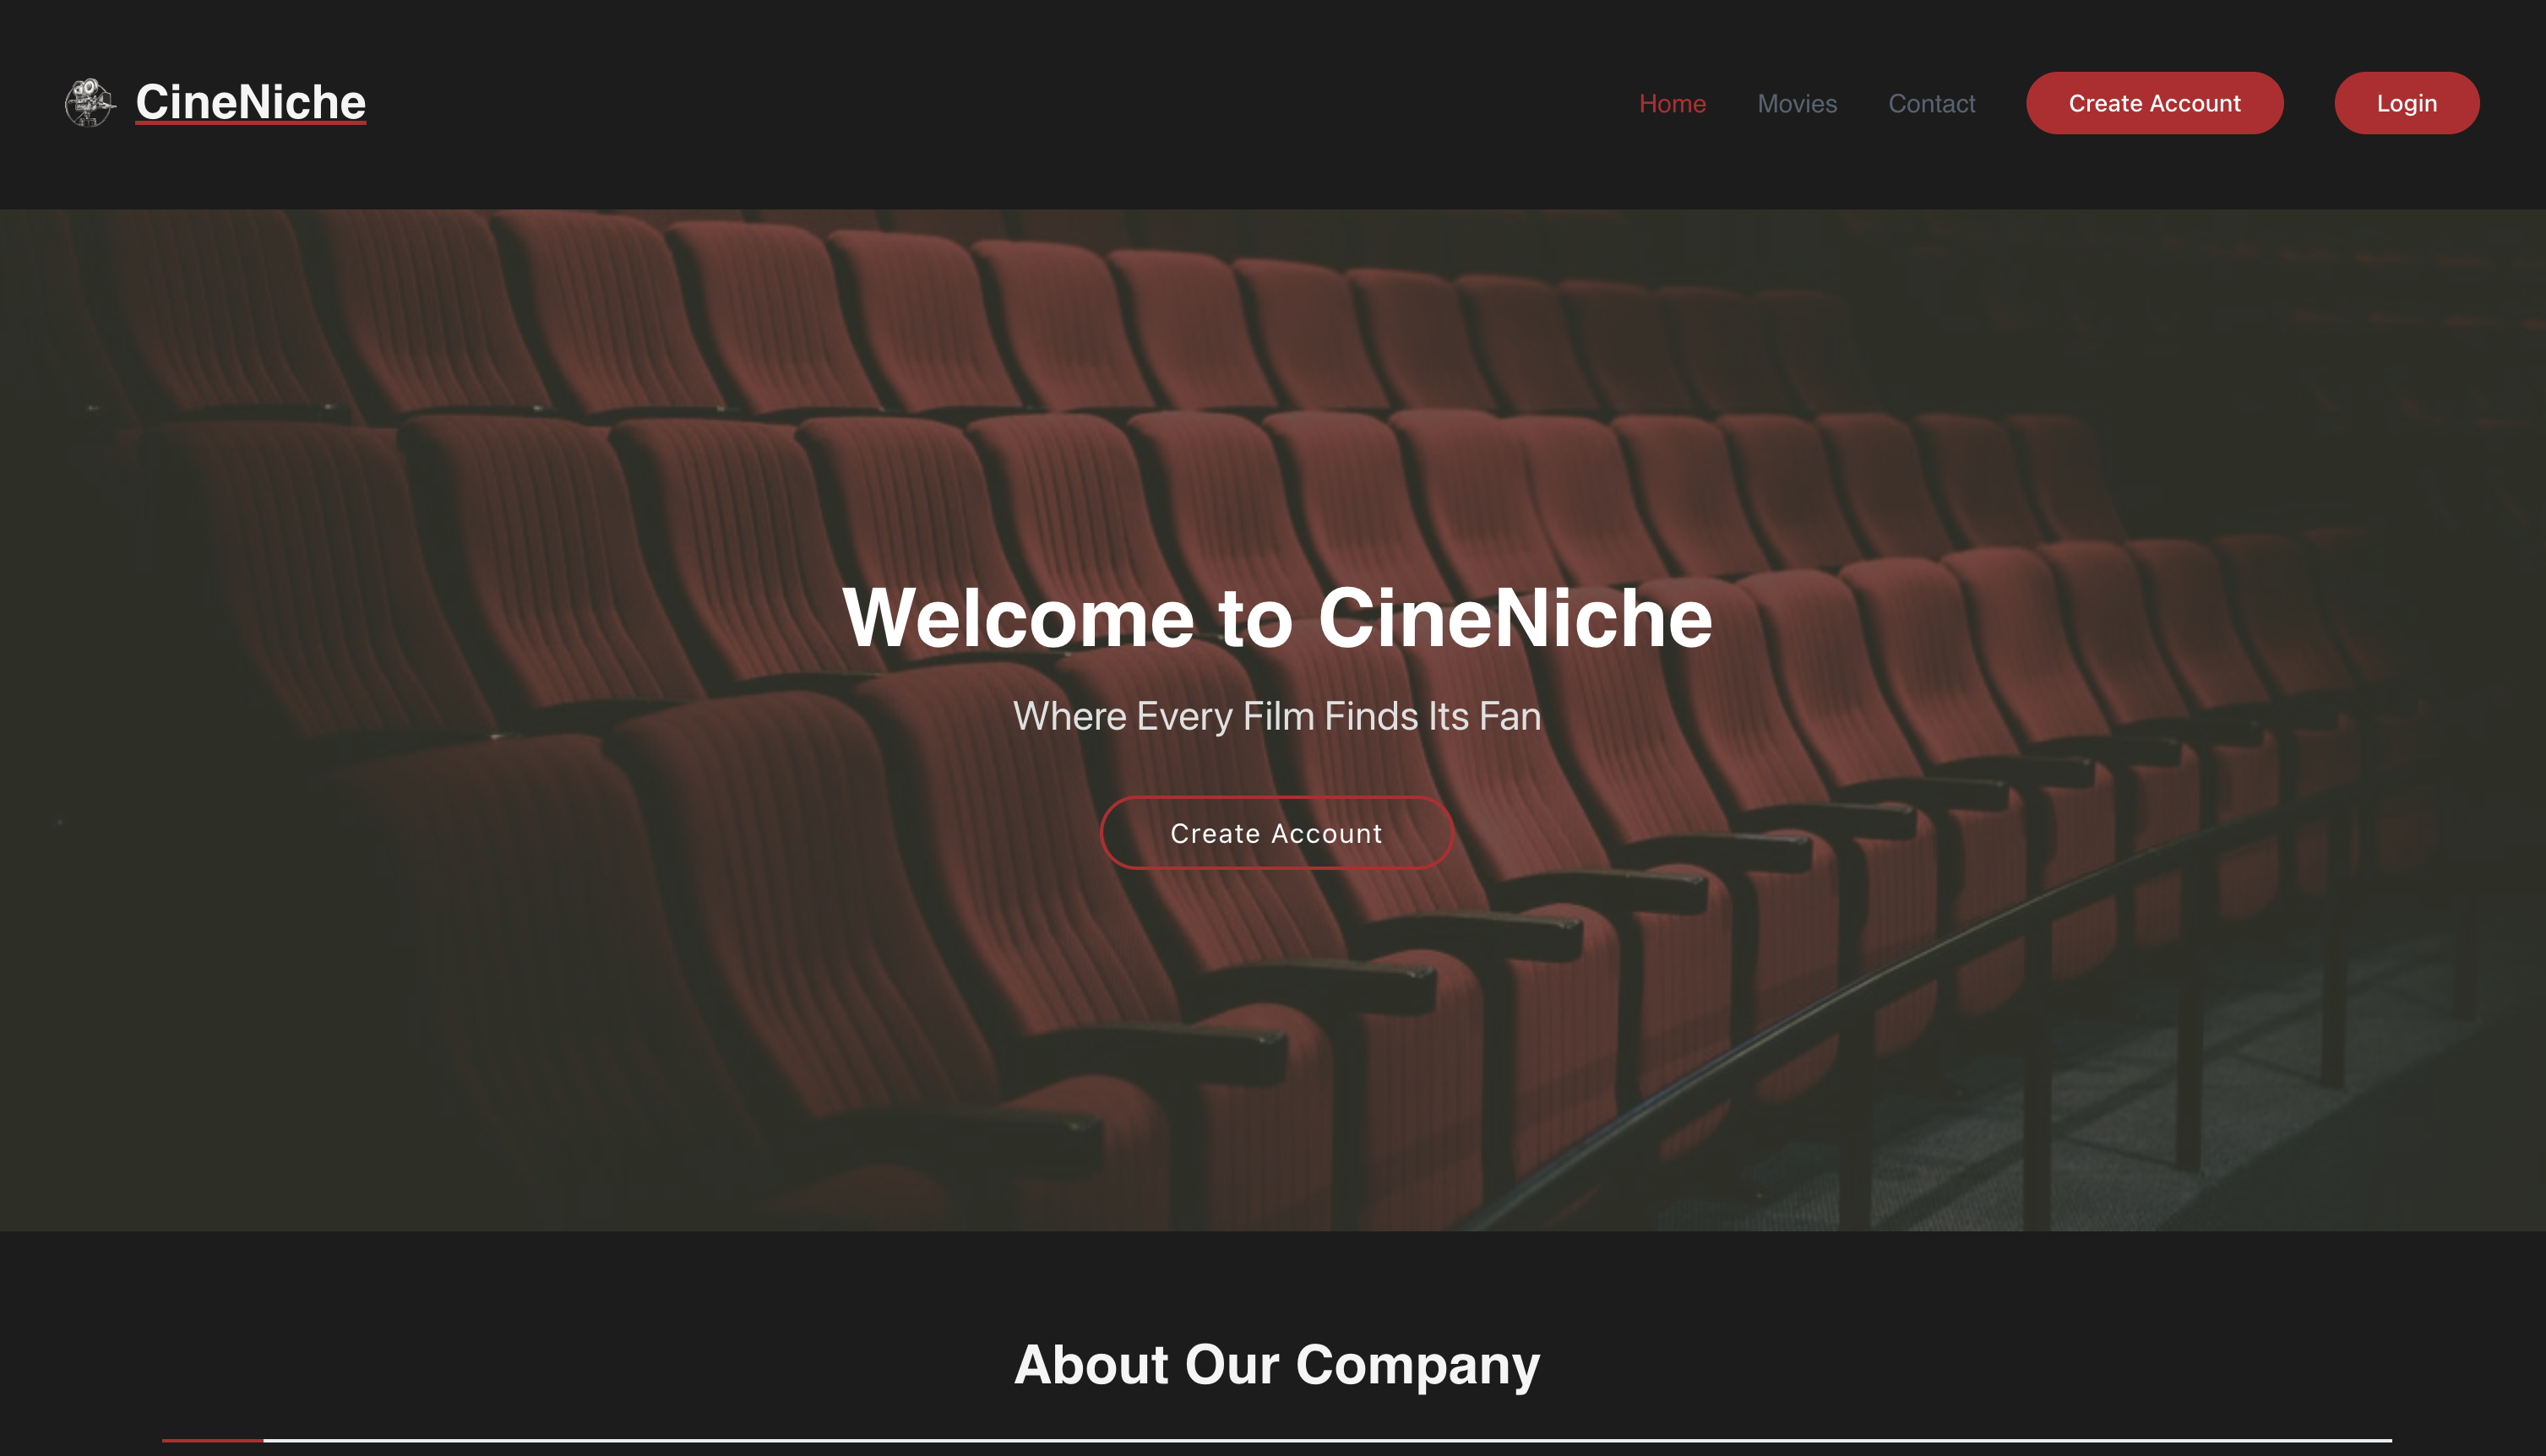 CineNiche
Home Movies Contact Create Account Login
Welcome to CineNiche
Where Every Film Finds Its Fan
Create Account
About Our Company